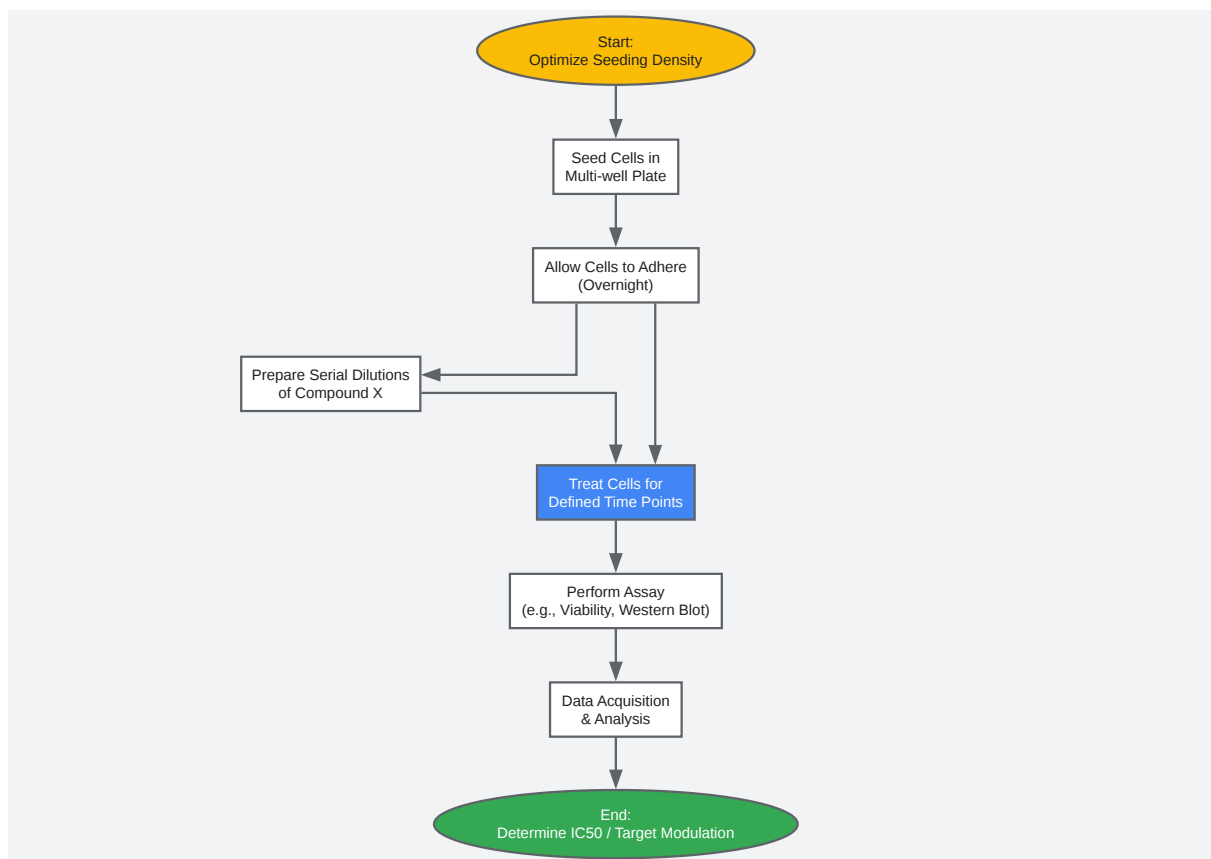 Start:
Optimize Seeding Density
Seed Cells in
Multi-well Plate
Allow Cells to Adhere
(Overnight)
Prepare Serial Dilutions
of Compound X
Treat Cells for
Defined Time Points
Perform Assay
(e.g., Viability, Western Blot)
Data Acquisition
& Analysis
End:
Determine IC50 / Target Modulation